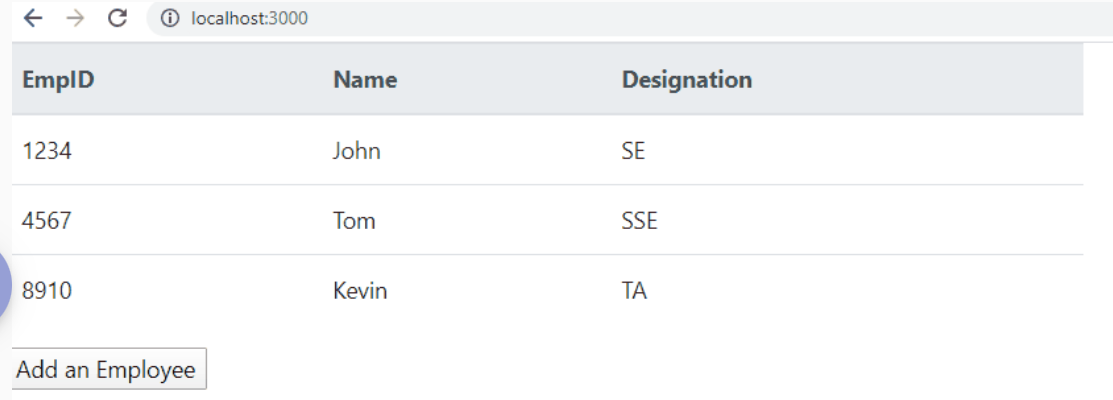 localhost:3000
EmpID Name Designation
1234 John SE
4567 Tom SSE
8910 Kevin TA
Add an Employee